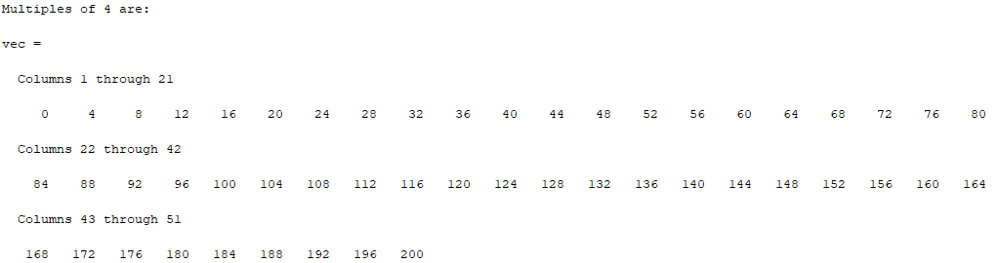 Multiples of 4 are:
vec =
Columns 1 through 21
0 4 8 12 16 20 24 28 32 36 40 44 48 52 56 60 64 68 72 76 80
Columns 22 through 42
84 88 92 96 100 104 108 112 116 120 124 128 132 136 140 144 148 152 156 160 164
Columns 43 through 51
168 172 176 180 184 188 192 196 200